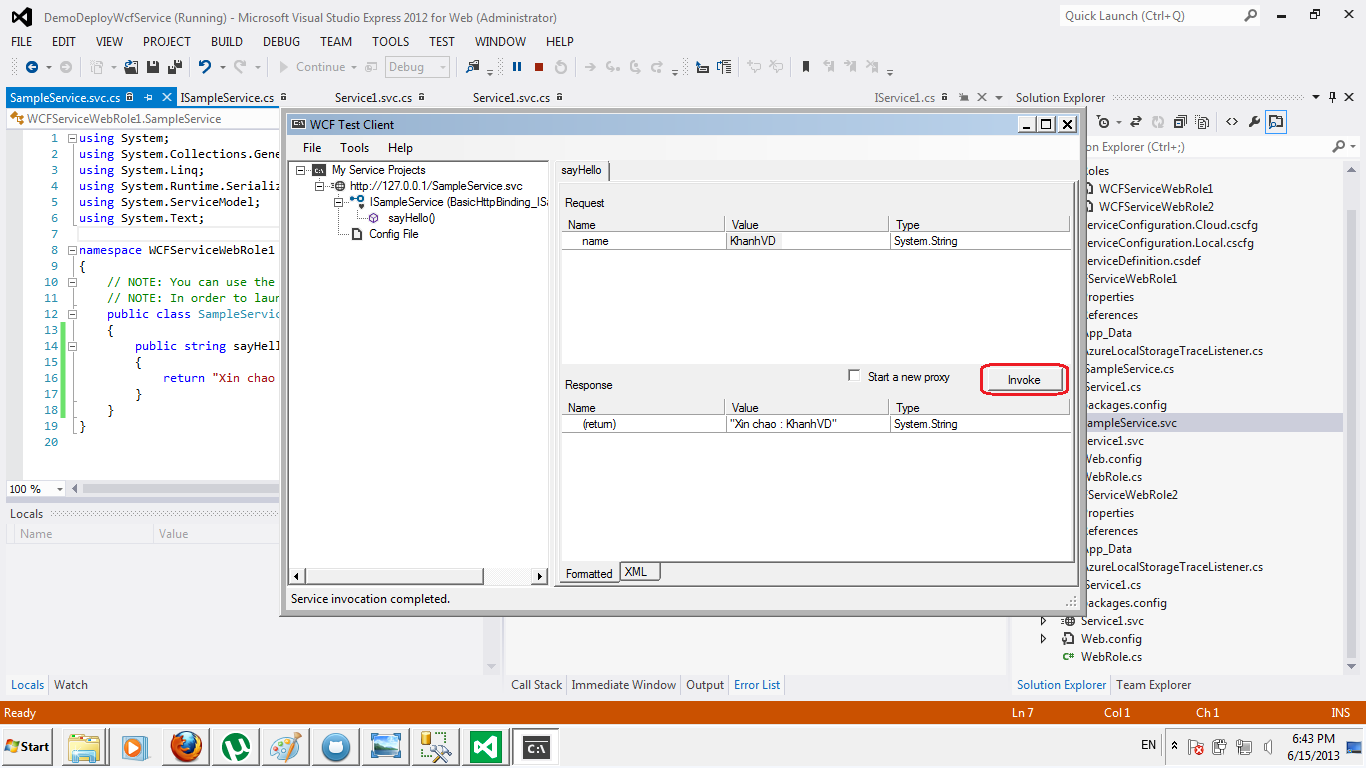 DemoDeployWcfService (Running) - Microsoft Visual Studio Express 2012 for Web (Administrator)
Quick Launch (Ctrl+Q)
FILE EDIT VIEW PROJECT BUILD DEBUG TEAM TOOLS TEST WINDOW HELP
Continue Debug
SampleService.svc.cs ISampleService.cs Service1.svc.cs Service1.svc.cs IService1.cs
WCFServiceWebRole1.SampleService
1 using System;
2 using System.Collections.Gene
3 using System.Linq;
4 using System.Runtime.Serializ
5 using System.ServiceModel;
6 using System.Text;
7
8 namespace WCFServiceWebRole1
9 {
10 // NOTE: You can use the
11 // NOTE: In order to laun
12 public class SampleServic
13 {
14 public string sayHell
15 {
16 return "Xin chao
17 }
18 }
19 }
20
100 %
Locals
Name Value
Locals Watch
WCF Test Client
File Tools Help
My Service Projects
http://127.0.0.1/SampleService.svc
ISampleService (BasicHttpBinding_ISa
sayHello()
Config File
sayHello
Request
Name Value Type
name KhanhVD System.String
Start a new proxy
Invoke
Response
Name Value Type
(return) "Xin chao : KhanhVD" System.String
Formatted XML
Service invocation completed.
Call Stack Immediate Window Output Error List
Solution Explorer
n Explorer (Ctrl+;)
oles
WCFServiceWebRole1
WCFServiceWebRole2
erviceConfiguration.Cloud.cscfg
erviceConfiguration.Local.cscfg
erviceDefinition.csdef
FServiceWebRole1
roperties
eferences
App_Data
AzureLocalStorageTraceListener.cs
SampleService.cs
Service1.cs
packages.config
ampleService.svc
ervice1.svc
Web.config
WebRole.cs
FServiceWebRole2
roperties
eferences
App_Data
AzureLocalStorageTraceListener.cs
Service1.cs
packages.config
Service1.svc
Web.config
C# WebRole.cs
Solution Explorer Team Explorer
Ready Ln 7 Col 1 Ch 1 INS
Start
C:\
EN
6:43 PM
6/15/2013